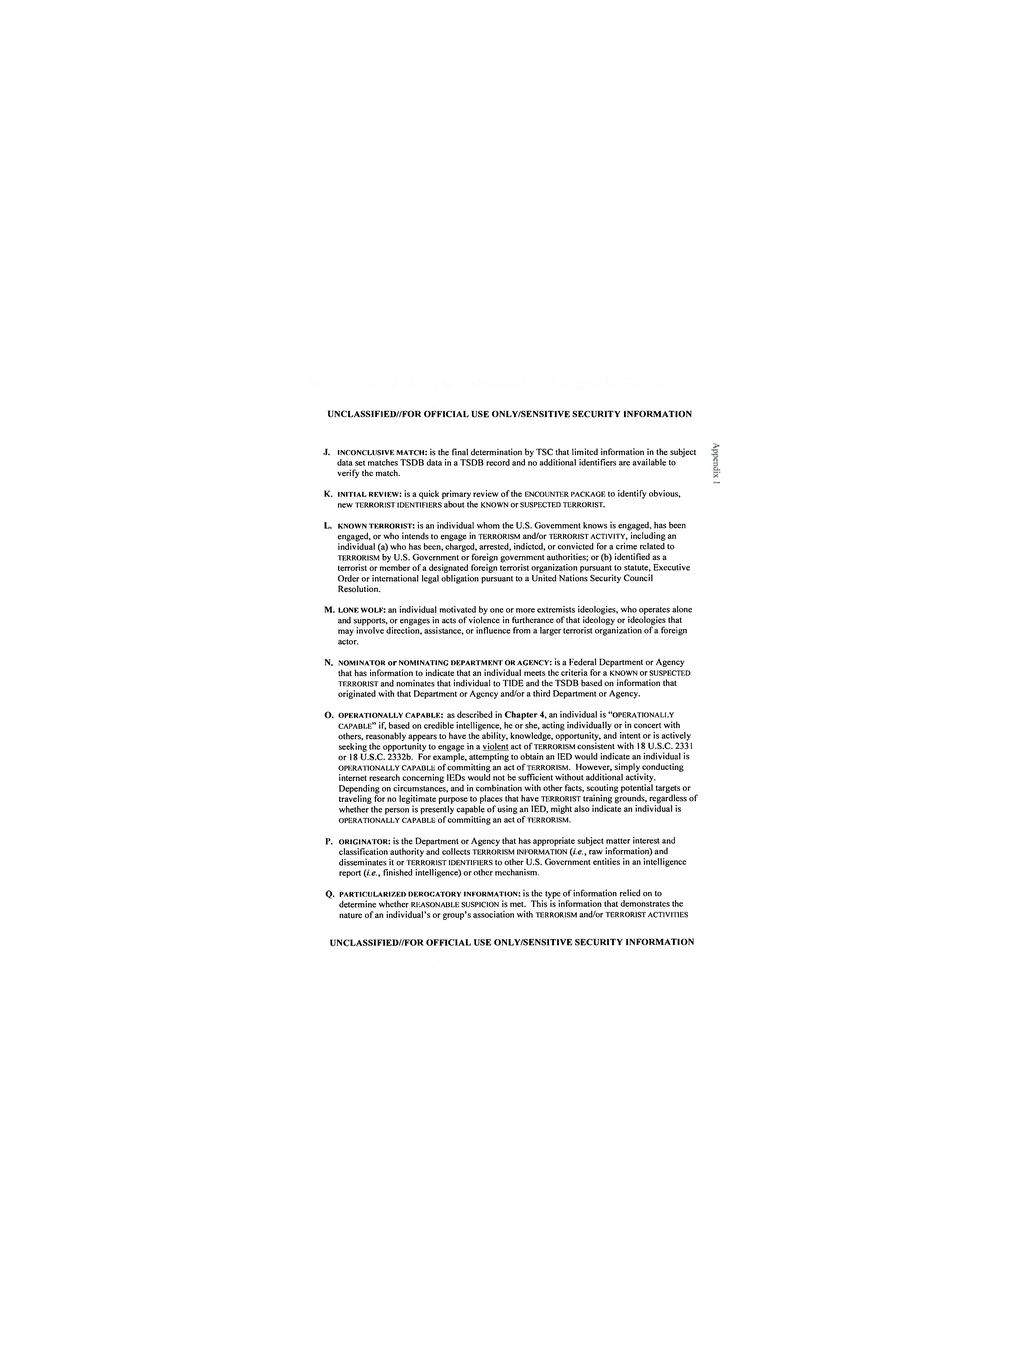 UNCLASSIFIED//FOR OFFICIAL USE ONLY/SENSITIVE SECURITY INFORMATION
Appendix 1
J. INCONCLUSIVE MATCH: is the final determination by TSC that limited information in the subject
data set matches TSDB data in a TSDB record and no additional identifiers are available to
verify the match.
K. INITIAL REVIEW: is a quick primary review of the ENCOUNTER PACKAGE to identify obvious,
new TERRORIST IDENTIFIERS about the KNOWN or SUSPECTED TERRORIST.
L. KNOWN TERRORIST: is an individual whom the U.S. Government knows is engaged, has been
engaged, or who intends to engage in TERRORISM and/or TERRORIST ACTIVITY, including an
individual (a) who has been, charged, arrested, indicted, or convicted for a crime related to
TERRORISM by U.S. Government or foreign government authorities; or (b) identified as a
terrorist or member of a designated foreign terrorist organization pursuant to statute, Executive
Order or international legal obligation pursuant to a United Nations Security Council
Resolution.
M. LONE WOLF: an individual motivated by one or more extremists ideologies, who operates alone
and supports, or engages in acts of violence in furtherance of that ideology or ideologies that
may involve direction, assistance, or influence from a larger terrorist organization of a foreign
actor.
N. NOMINATOR or NOMINATING DEPARTMENT OR AGENCY: is a Federal Department or Agency
that has information to indicate that an individual meets the criteria for a KNOWN or SUSPECTED
TERRORIST and nominates that individual to TIDE and the TSDB based on information that
originated with that Department or Agency and/or a third Department or Agency.
O. OPERATIONALLY CAPABLE: as described in Chapter 4, an individual is "OPERATIONALLY
CAPABLE" if, based on credible intelligence, he or she, acting individually or in concert with
others, reasonably appears to have the ability, knowledge, opportunity, and intent or is actively
seeking the opportunity to engage in a violent act of TERRORISM consistent with 18 U.S.C. 2331
or 18 U.S.C. 2332b. For example, attempting to obtain an IED would indicate an individual is
OPERATIONALLY CAPABLE of committing an act of TERRORISM. However, simply conducting
internet research concerning IEDs would not be sufficient without additional activity.
Depending on circumstances, and in combination with other facts, scouting potential targets or
traveling for no legitimate purpose to places that have TERRORIST training grounds, regardless of
whether the person is presently capable of using an IED, might also indicate an individual is
OPERATIONALLY CAPABLE of committing an act of TERRORISM.
P. ORIGINATOR: is the Department or Agency that has appropriate subject matter interest and
classification authority and collects TERRORISM INFORMATION (i.e., raw information) and
disseminates it or TERRORIST IDENTIFIERS to other U.S. Government entities in an intelligence
report (i.e., finished intelligence) or other mechanism.
Q. PARTICULARIZED DEROGATORY INFORMATION: is the type of information relied on to
determine whether REASONABLE SUSPICION is met. This is information that demonstrates the
nature of an individual's or group's association with TERRORISM and/or TERRORIST ACTIVITIES
UNCLASSIFIED//FOR OFFICIAL USE ONLY/SENSITIVE SECURITY INFORMATION